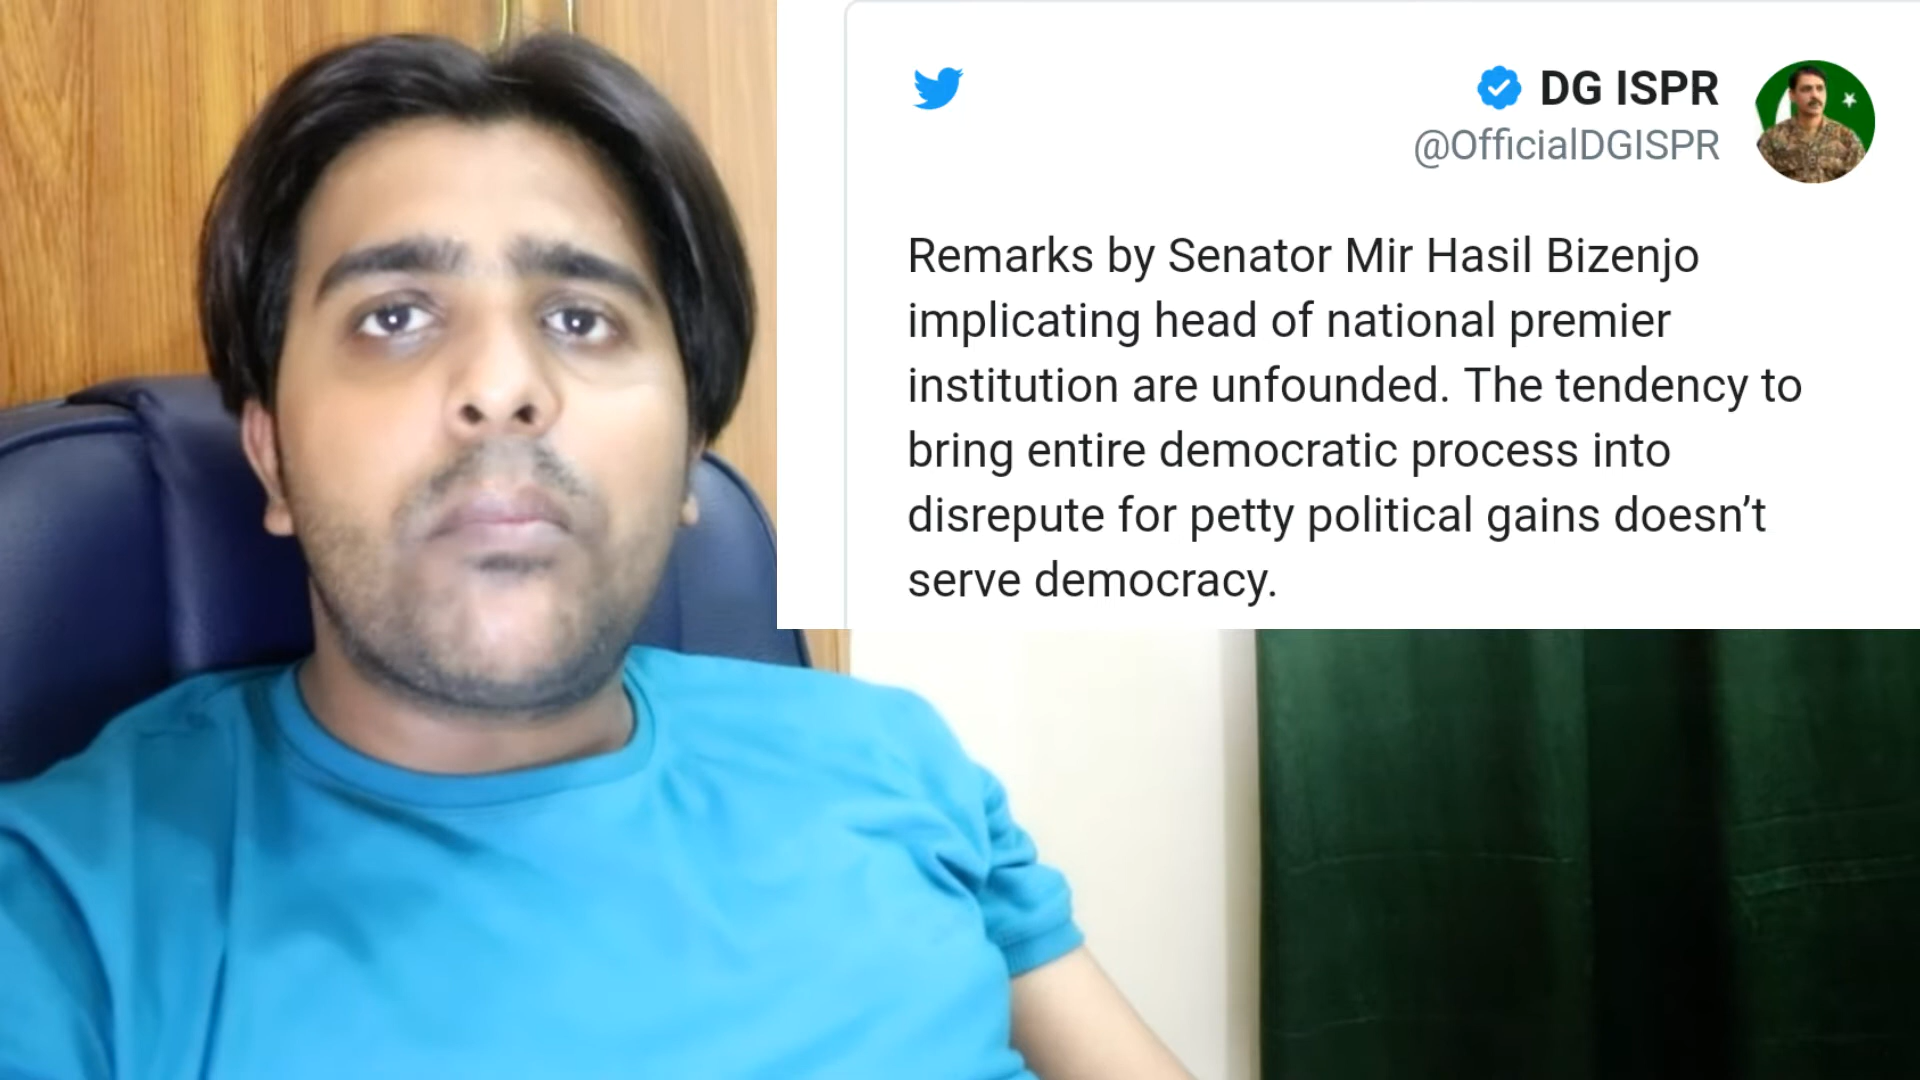 DG ISPR
@OfficialDGISPR
Remarks by Senator Mir Hasil Bizenjo
implicating head of national premier
institution are unfounded. The tendency to
bring entire democratic process into
disrepute for petty political gains doesn’t
serve democracy.